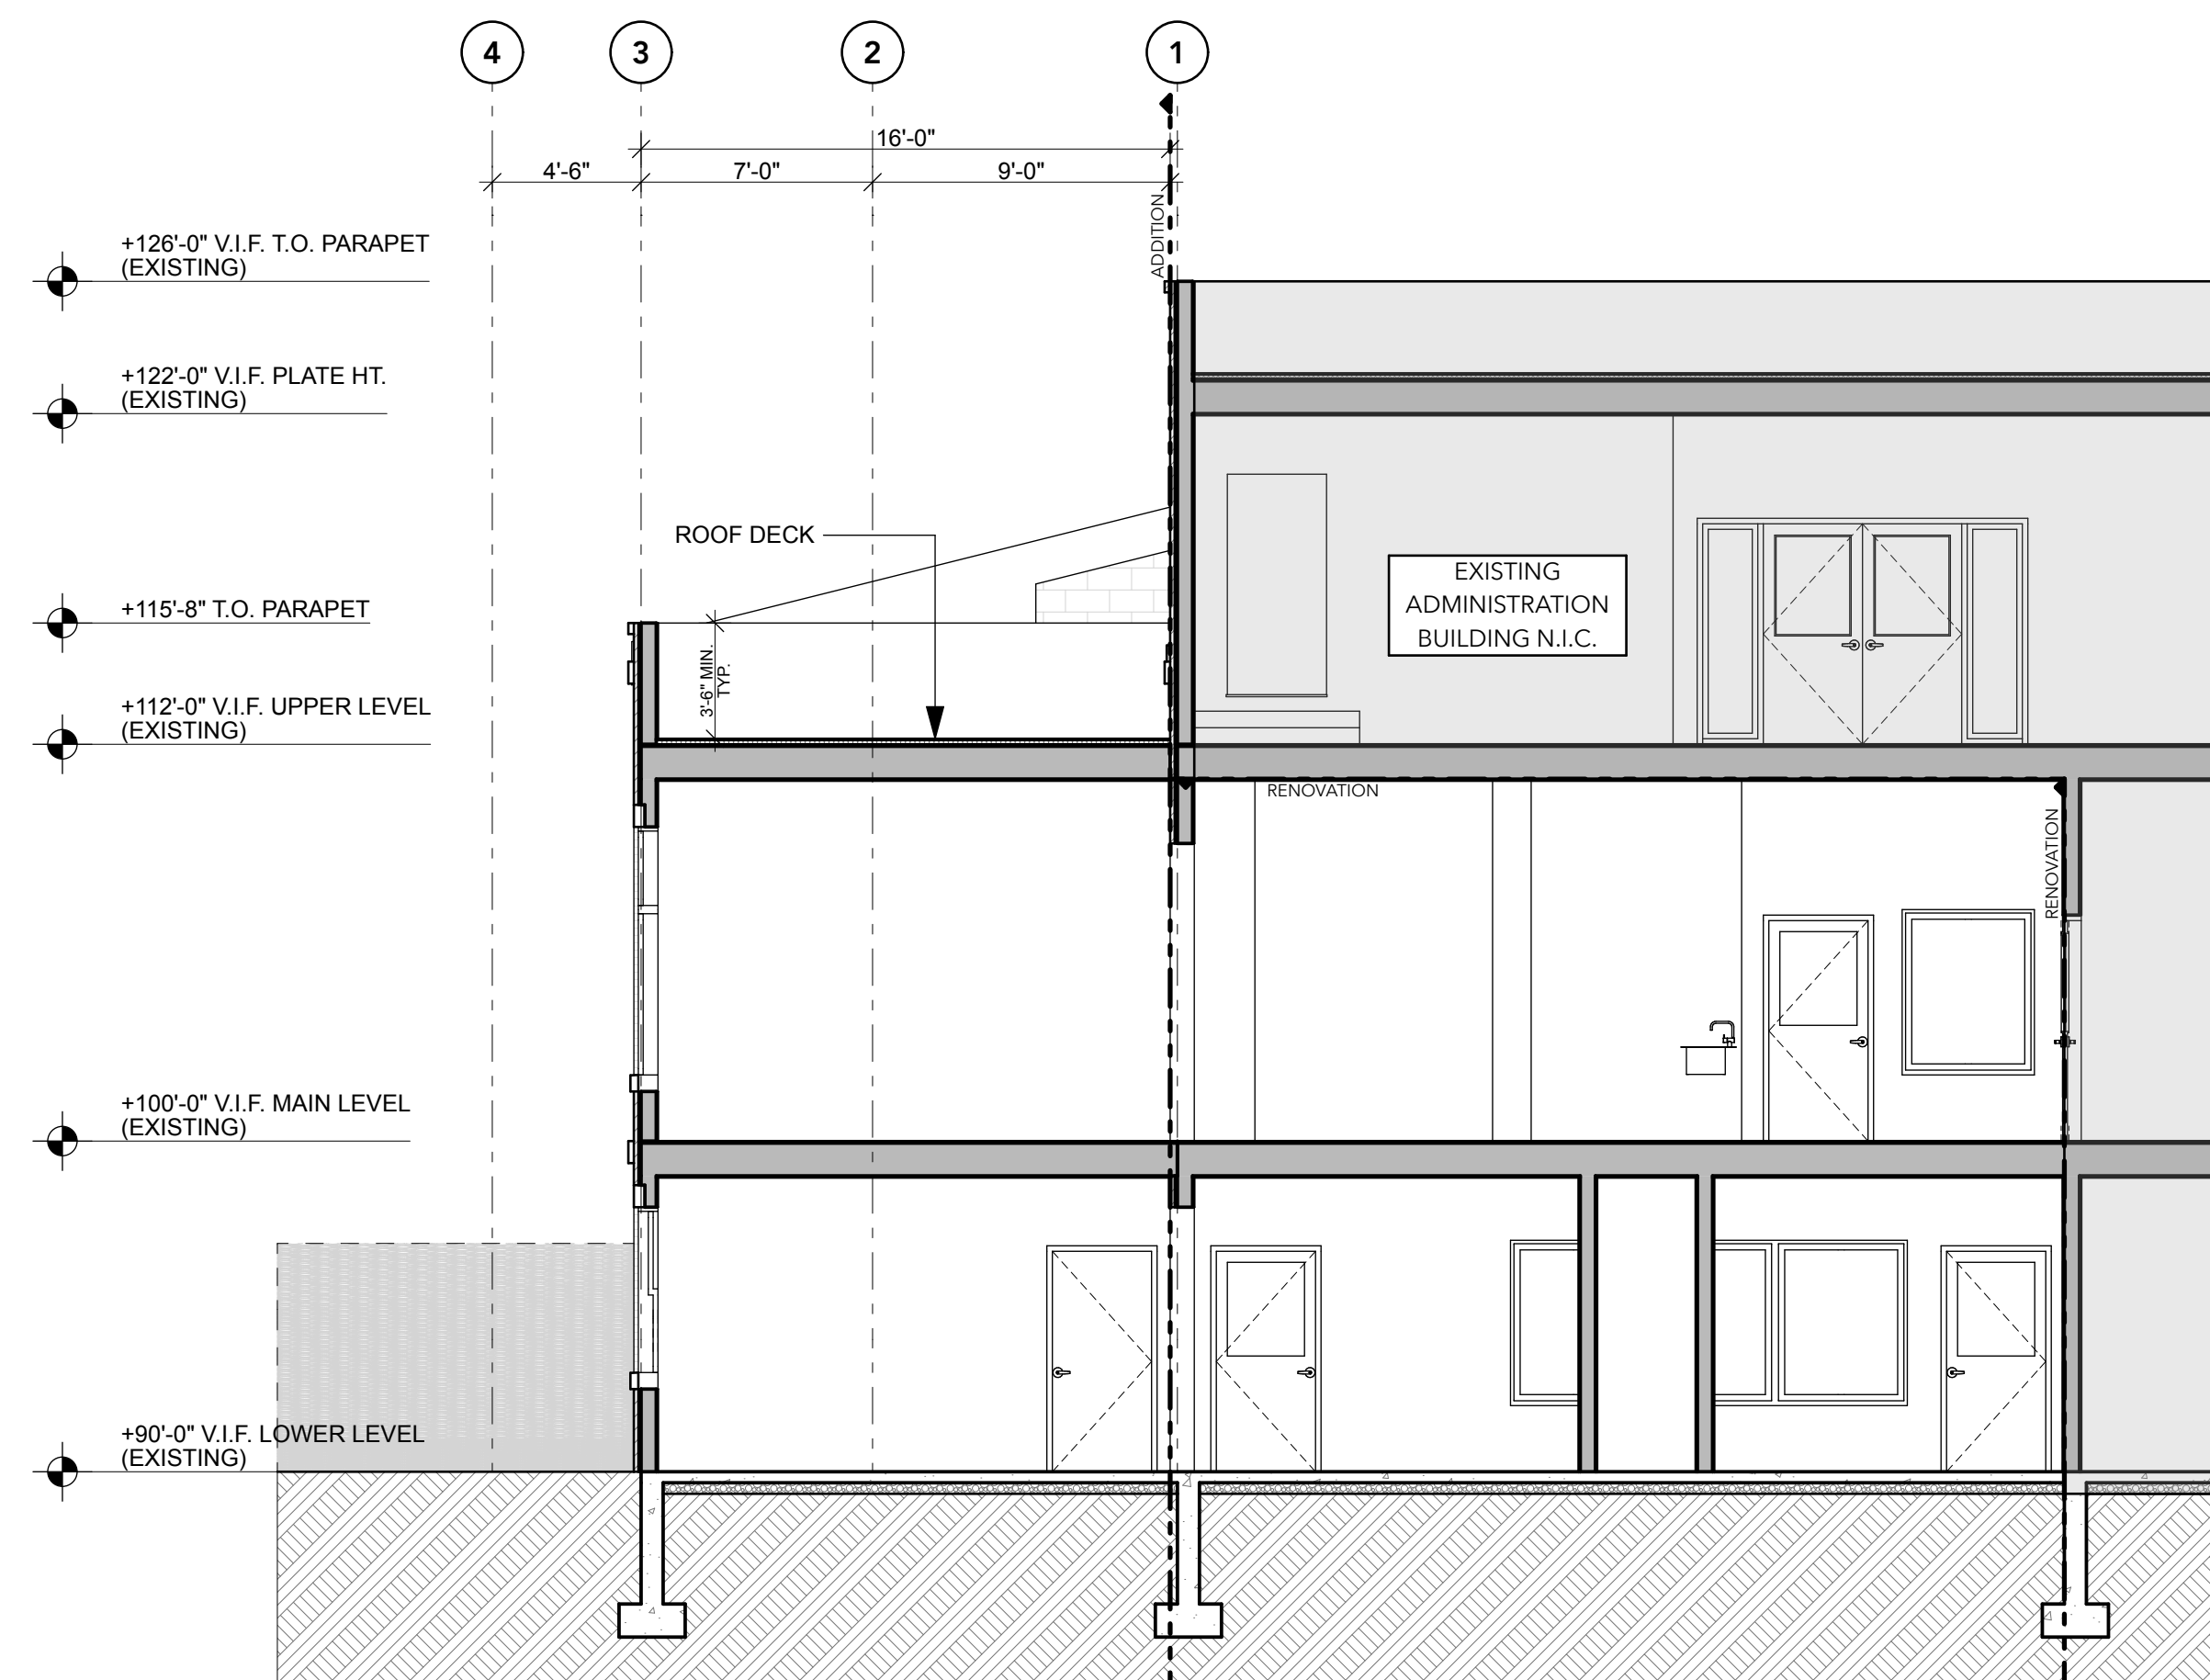 4 3 2 1
16'-0"
4'-6" 7'-0" 9'-0"
ADDITION
+126'-0" V.I.F. T.O. PARAPET
(EXISTING)
+122'-0" V.I.F. PLATE HT.
(EXISTING)
ROOF DECK
EXISTING
ADMINISTRATION
BUILDING N.I.C.
+115'-8" T.O. PARAPET
3'-6" MIN.
TYP.
+112'-0" V.I.F. UPPER LEVEL
(EXISTING)
RENOVATION
RENOVATION
+100'-0" V.I.F. MAIN LEVEL
(EXISTING)
+90'-0" V.I.F. LOWER LEVEL
(EXISTING)